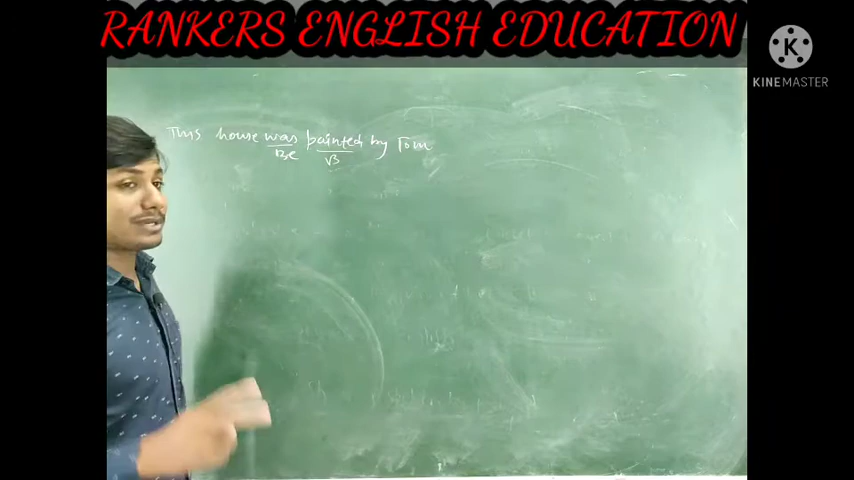 RANKERS ENGLISH EDUCATION
K
KINEMASTER
This house was painted by Tom
Be V3